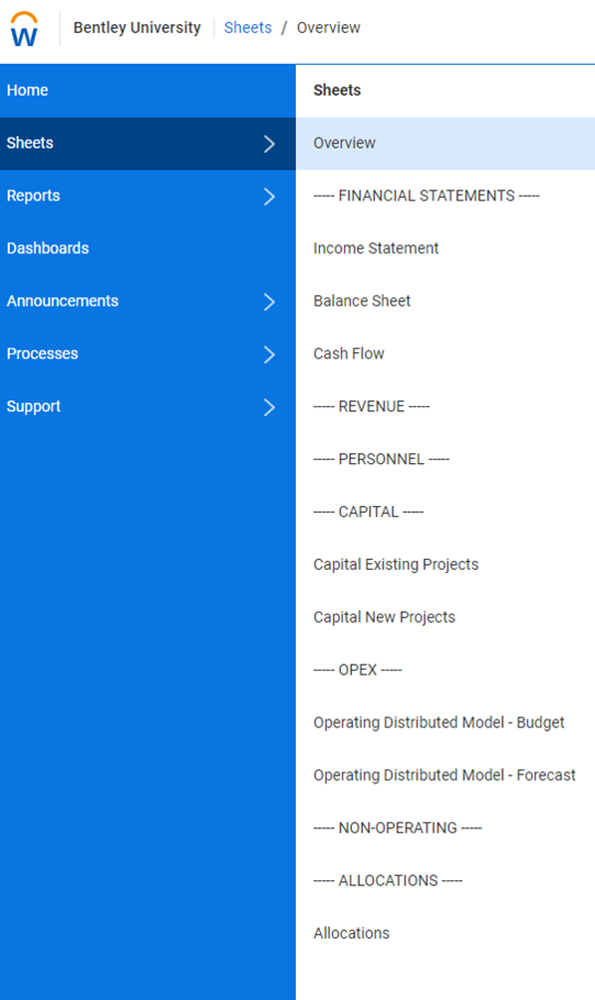 W
Bentley University Sheets / Overview
Home
Sheets
Reports
Dashboards
Announcements
Processes
Support
Sheets
Overview
----- FINANCIAL STATEMENTS -----
Income Statement
Balance Sheet
Cash Flow
----- REVENUE -----
----- PERSONNEL -----
----- CAPITAL -----
Capital Existing Projects
Capital New Projects
----- OPEX -----
Operating Distributed Model - Budget
Operating Distributed Model - Forecast
----- NON-OPERATING -----
----- ALLOCATIONS -----
Allocations